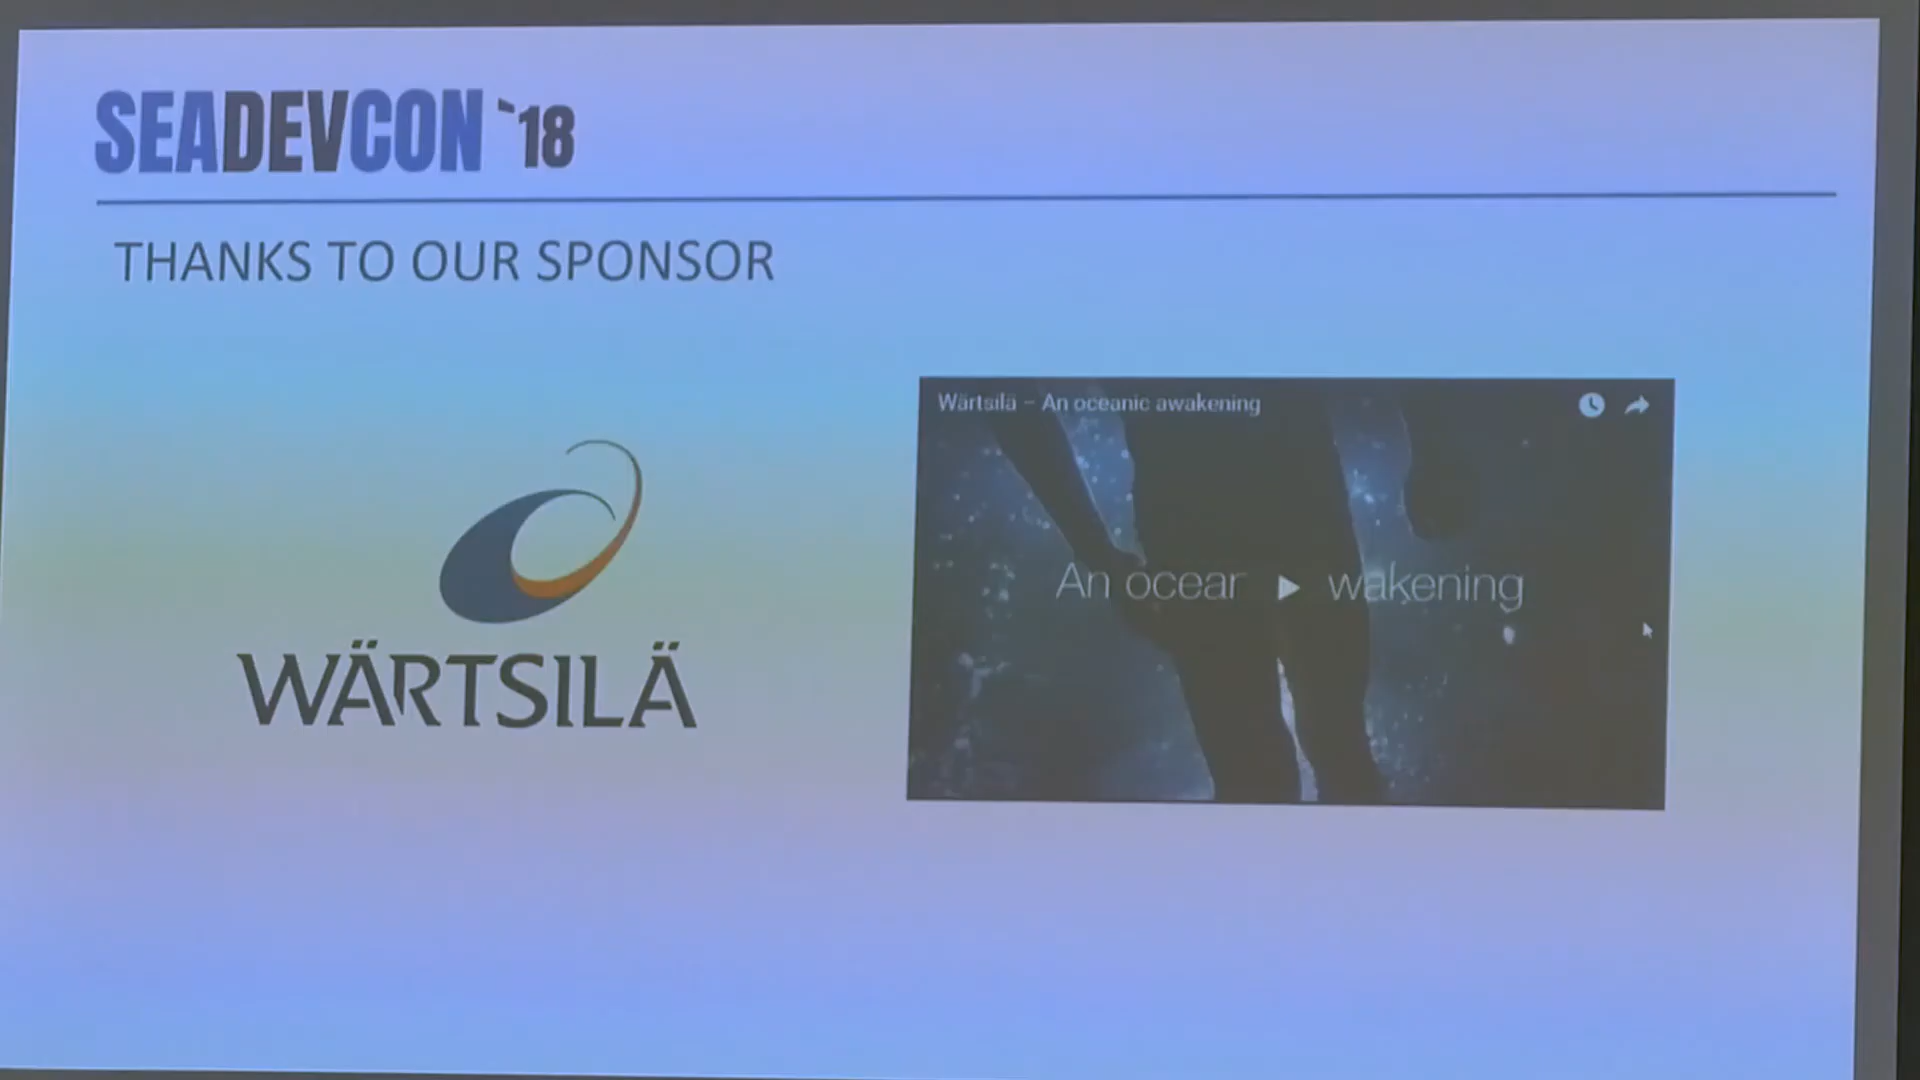 SEADEVCON `18
THANKS TO OUR SPONSOR
WÄRTSILÄ
Wärtsilä – An oceanic awakening
An ocear wakening